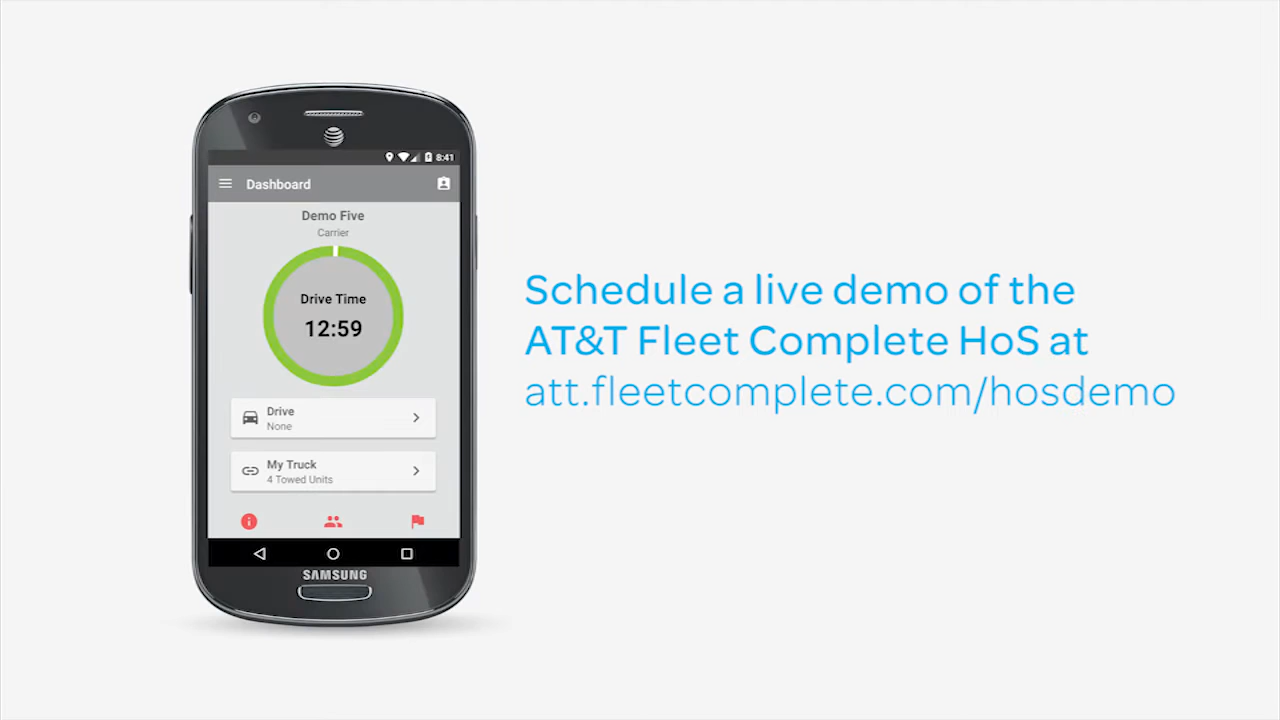 8:41
Dashboard
Demo Five
Carrier
Drive Time
12:59
Drive
None
My Truck
4 Towed Units
SAMSUNG
Schedule a live demo of the
AT&T Fleet Complete HoS at
att.fleetcomplete.com/hosdemo